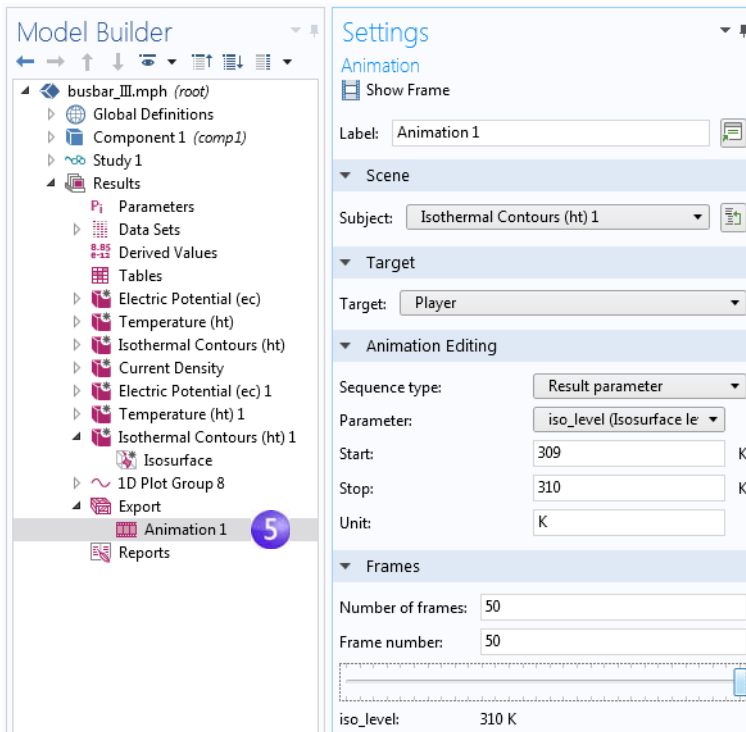 Model Builder
busbar_III.mph (root)
Global Definitions
Component 1 (comp1)
Study 1
Results
Pi Parameters
Data Sets
8.85
e-12 Derived Values
Tables
Electric Potential (ec)
Temperature (ht)
Isothermal Contours (ht)
Current Density
Electric Potential (ec) 1
Temperature (ht) 1
Isothermal Contours (ht) 1
Isosurface
1D Plot Group 8
Export
Animation 1 5
Reports
Settings
Animation
Show Frame
Label: Animation 1
Scene
Subject: Isothermal Contours (ht) 1
Target
Target: Player
Animation Editing
Sequence type: Result parameter
Parameter: iso_level (Isosurface le
Start: 309 K
Stop: 310 K
Unit: K
Frames
Number of frames: 50
Frame number: 50
iso_level: 310 K